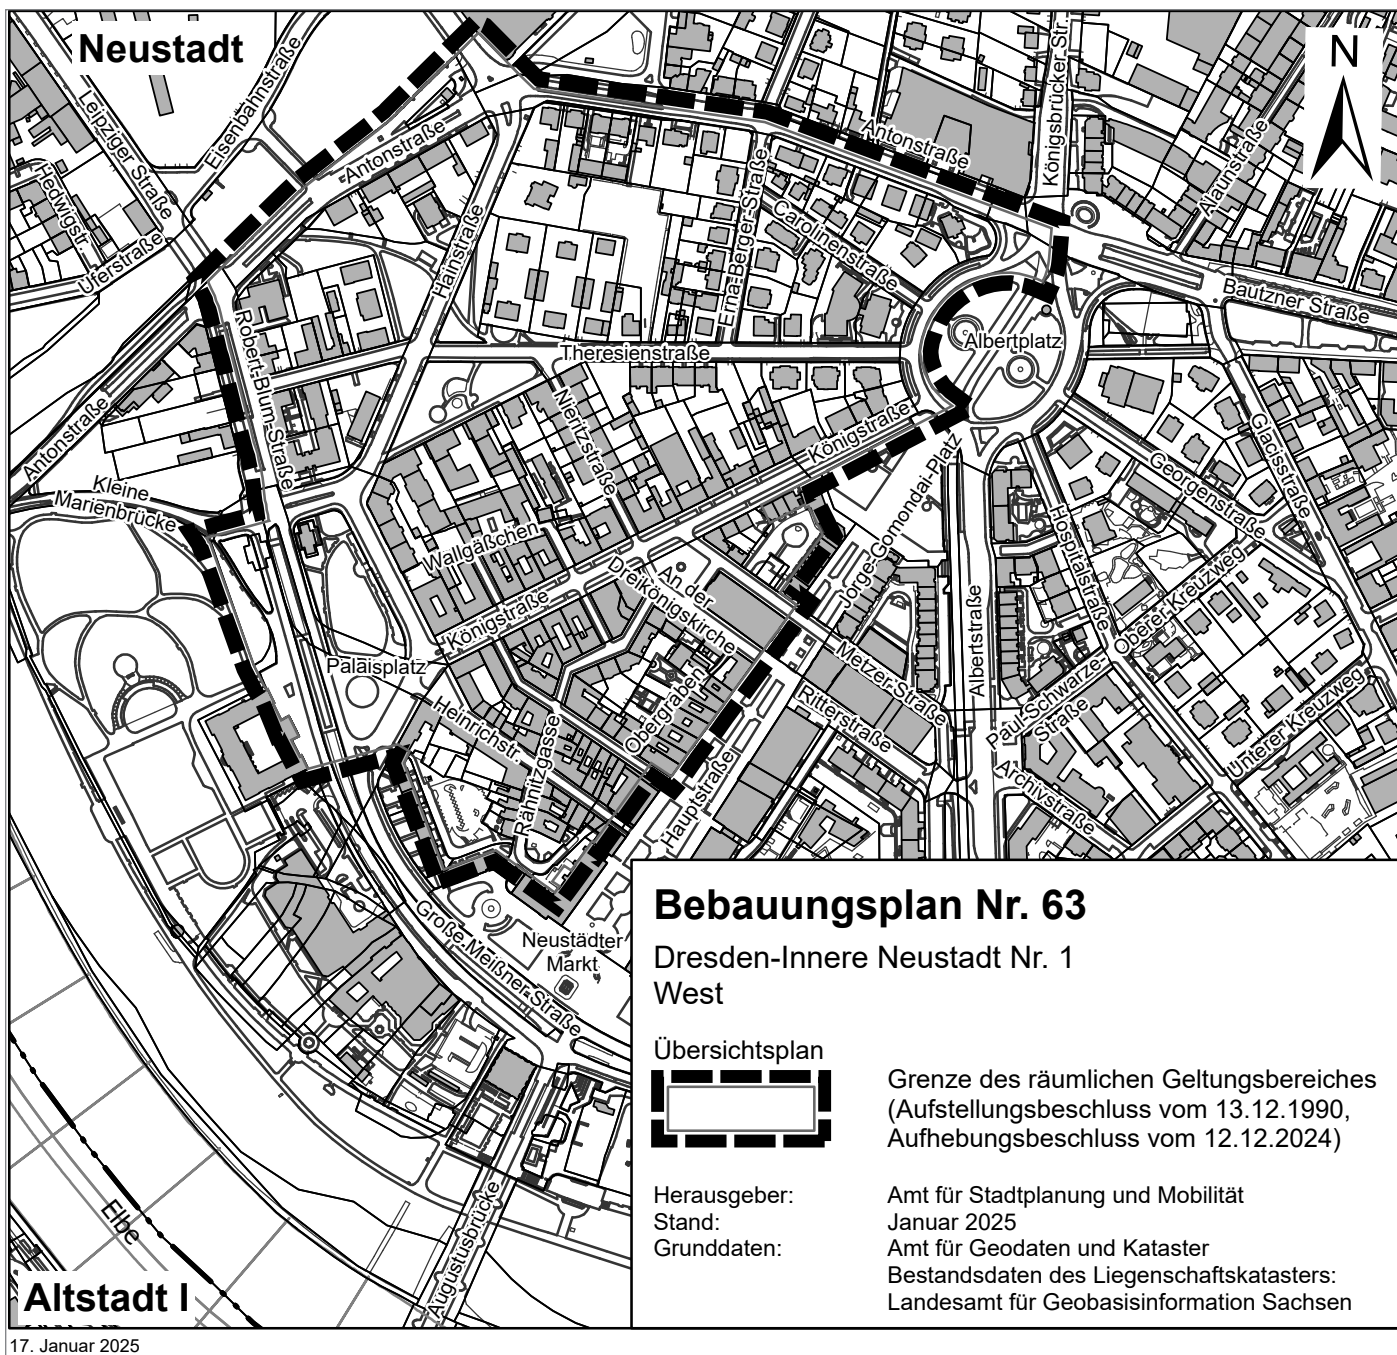 Neustadt
N
Leipziger Straße
Eisenbahnstraße
Hedwigstr.
Uferstraße
Antonstraße
Antonstraße
Königsbrücker Str.
Alaunstraße
Hainstraße
Erna-Berger-Straße
Carolinenstraße
Bautzner Straße
Robert-Blum-Straße
Theresienstraße
Albertplatz
Antonstraße
Kleine
Marienbrücke
Nieritzstraße
Königstraße
Jorge-Gomondai-Platz
Glacisstraße
Georgenstraße
Wallgäßchen
Hospitalstraße
Oberer Kreuzweg
An der
Dreikönigskirche
Königstraße
Palaisplatz
Heinrichstr.
Rähnitzgasse
Obergraben
Metzer Straße
Ritterstraße
Albertstraße
Paul-Schwarze-
Straße
Unterer Kreuzweg
Archivstraße
Hauptstraße
Große Meißner Straße
Neustädter
Markt
Augustusbrücke
Elbe
Altstadt I
Bebauungsplan Nr. 63
Dresden-Innere Neustadt Nr. 1
West
Übersichtsplan
Grenze des räumlichen Geltungsbereiches
(Aufstellungsbeschluss vom 13.12.1990,
Aufhebungsbeschluss vom 12.12.2024)
Herausgeber: Amt für Stadtplanung und Mobilität
Stand: Januar 2025
Grunddaten: Amt für Geodaten und Kataster
Bestandsdaten des Liegenschaftskatasters:
Landesamt für Geobasisinformation Sachsen
17. Januar 2025